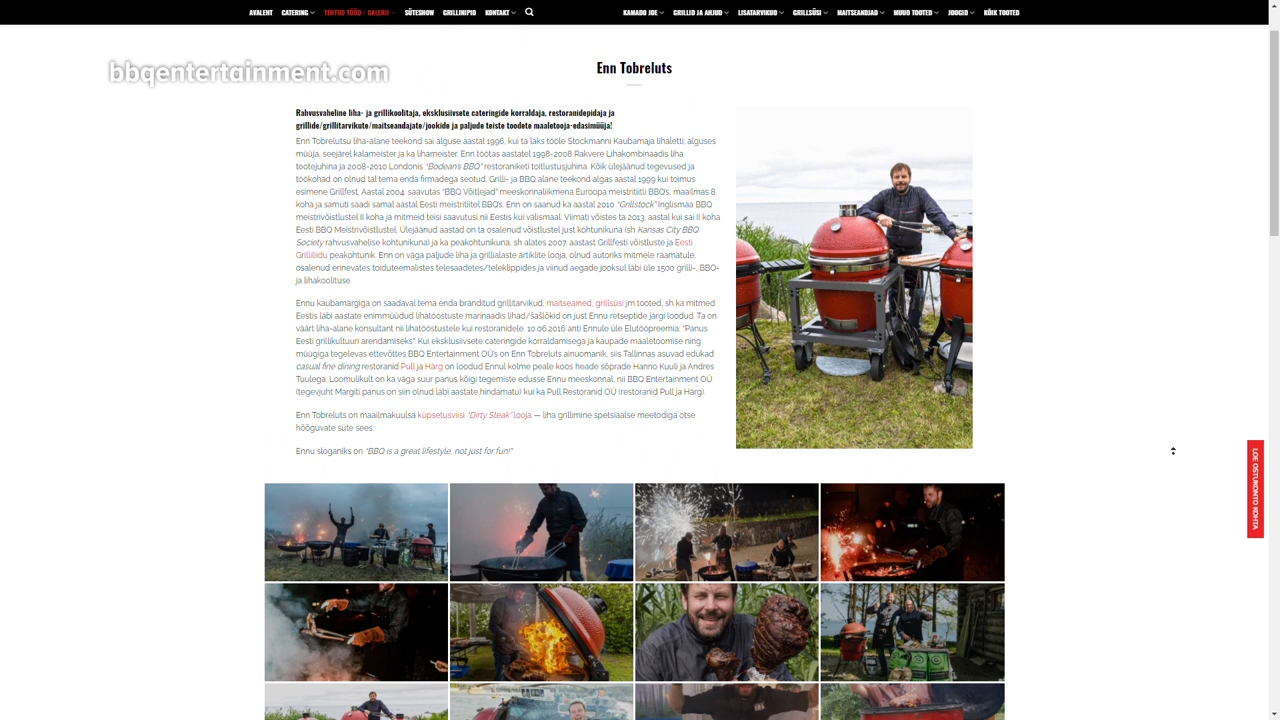 AVALENT CATERING TEHTUD TÖÖD / GALERII SÜTESHOW GRILLINIPID KONTAKT KAMADO JOE GRILLID JA AHJUD LISATARVIKUD GRILLSÜSI MAITSEANDJAD MUUD TOOTED JOOGID KÕIK TOOTED
bbqentertainment.com
Enn Tobreluts
Rahvusvaheline liha- ja grillikoolitaja, eksklusiivsete cateringide korraldaja, restoranidepidaja ja
grillide/grillitarvikute/maitseandajate/jookide ja paljude teiste toodete maaletooja-edasimüüja!
Enn Tobrelutsu liha-alane teekond sai alguse aastal 1996, kui ta läks tööle Stockmanni Kaubamaja lihaletti: alguses
müüja, seejärel kalameister ja ka lihameister. Enn töötas aastatel 1998-2008 Rakvere Lihakombinaadis liha
tootejuhina ja 2008-2010 Londonis "Bodean's BBQ" restoraniketi toitlustusjuhina. Kõik ülejäänud tegevused ja
töökohad on olnud tal tema enda firmadega seotud. Grilli- ja BBQ alane teekond algas aastal 1999 kui toimus
esimene Grillfest. Aastal 2004. saavutas "BBQ Võitlejad" meeskonnaliikmena Euroopa meistritiitli BBQ's, maailmas 8.
koha ja samuti saadi samal aastal Eesti meistritiitel BBQ's. Enn on saanud ka aastal 2010 "Grillstock" Inglismaa BBQ
meistrivõistlustel II koha ja mitmeid teisi saavutusi nii Eestis kui välismaal. Viimati võistes ta 2013. aastal kui sai II koha
Eesti BBQ Meistrivõistlustel. Ülejäänud aastad on ta osalenud võistlustel just kohtunikuna (sh Kansas City BBQ
Society rahvusvahelise kohtunikuna) ja ka peakohtunikuna, sh alates 2007. aastast Grillfesti võistluste ja Eesti
Grilliliidu peakohtunik. Enn on väga paljude liha ja grillialaste artiklite looja, olnud autoriks mitmele raamatule,
osalenud erinevates toiduteemalistes telesaadetes/teleklippides ja viinud aegade jooksul läbi üle 1500 grilli-, BBQ-
ja lihakoolituse.
Ennu kaubamärgiga on saadaval tema enda bränditud grillitarvikud, maitseained, grillsüsi jm tooted, sh ka mitmed
Eestis läbi aastate enimmüüdud lihatööstuste marinaadis lihad/šašlõkid on just Ennu retseptide järgi loodud. Ta on
väärt liha-alane konsultant nii lihatööstustele kui restoranidele. 10.06.2016 anti Ennule üle Elutööpreemia: "Panus
Eesti grillikultuuri arendamiseks". Kui eksklusiivsete cateringide korraldamisega ja kaupade maaletoomise ning
müügiga tegelevas ettevõttes BBQ Entertainment OÜ's on Enn Tobreluts ainuomanik, siis Tallinnas asuvad edukad
casual fine dining restoranid Pull ja Härg on loodud Ennul kolme peale koos heade sõprade Hanno Kuuli ja Andres
Tuulega. Loomulikult on ka väga suur panus kõigi tegemiste edusse Ennu meeskonnal, nii BBQ Entertainment OÜ
(tegevjuht Margiti panus on siin olnud läbi aastate hindamatu) kui ka Pull Restoranid OÜ (restoranid Pull ja Härg).
Enn Tobreluts on maailmakuulsa küpsetusviisi "Dirty Steak" looja — liha grillimine spetsiaalse meetodiga otse
hõõguvate süte sees.
Ennu sloganiks on "BBQ is a great lifestyle, not just for fun!"
LOE OSTUKONTO KOHTA